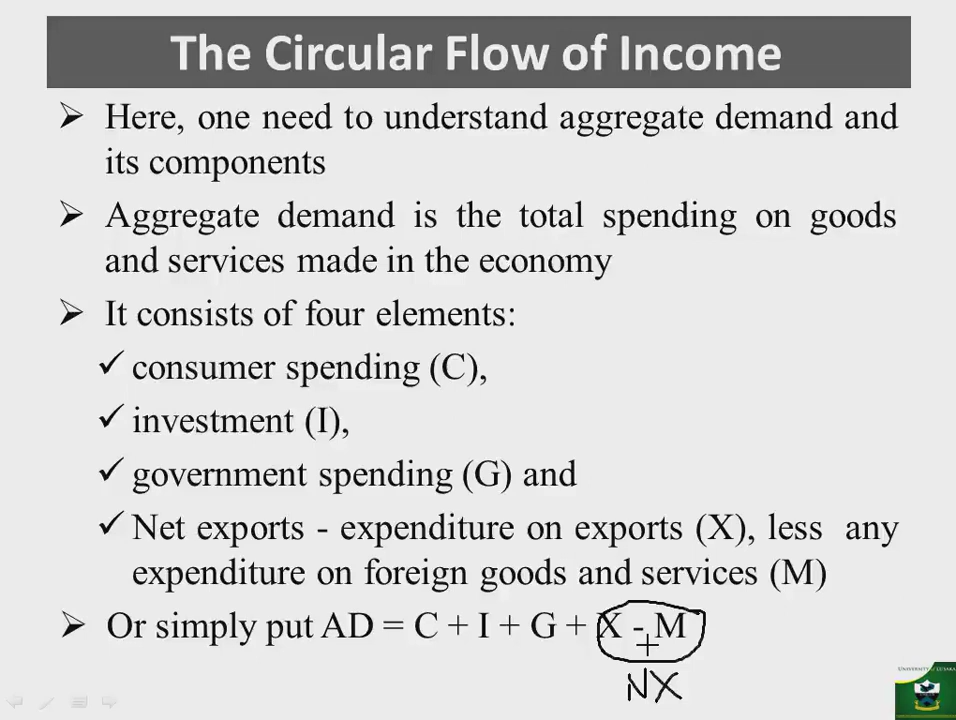 The Circular Flow of Income
➢ Here, one need to understand aggregate demand and
its components
➢ Aggregate demand is the total spending on goods
and services made in the economy
➢ It consists of four elements:
✓ consumer spending (C),
✓ investment (I),
✓ government spending (G) and
✓ Net exports - expenditure on exports (X), less any
expenditure on foreign goods and services (M)
➢ Or simply put AD = C + I + G + X - M
NX